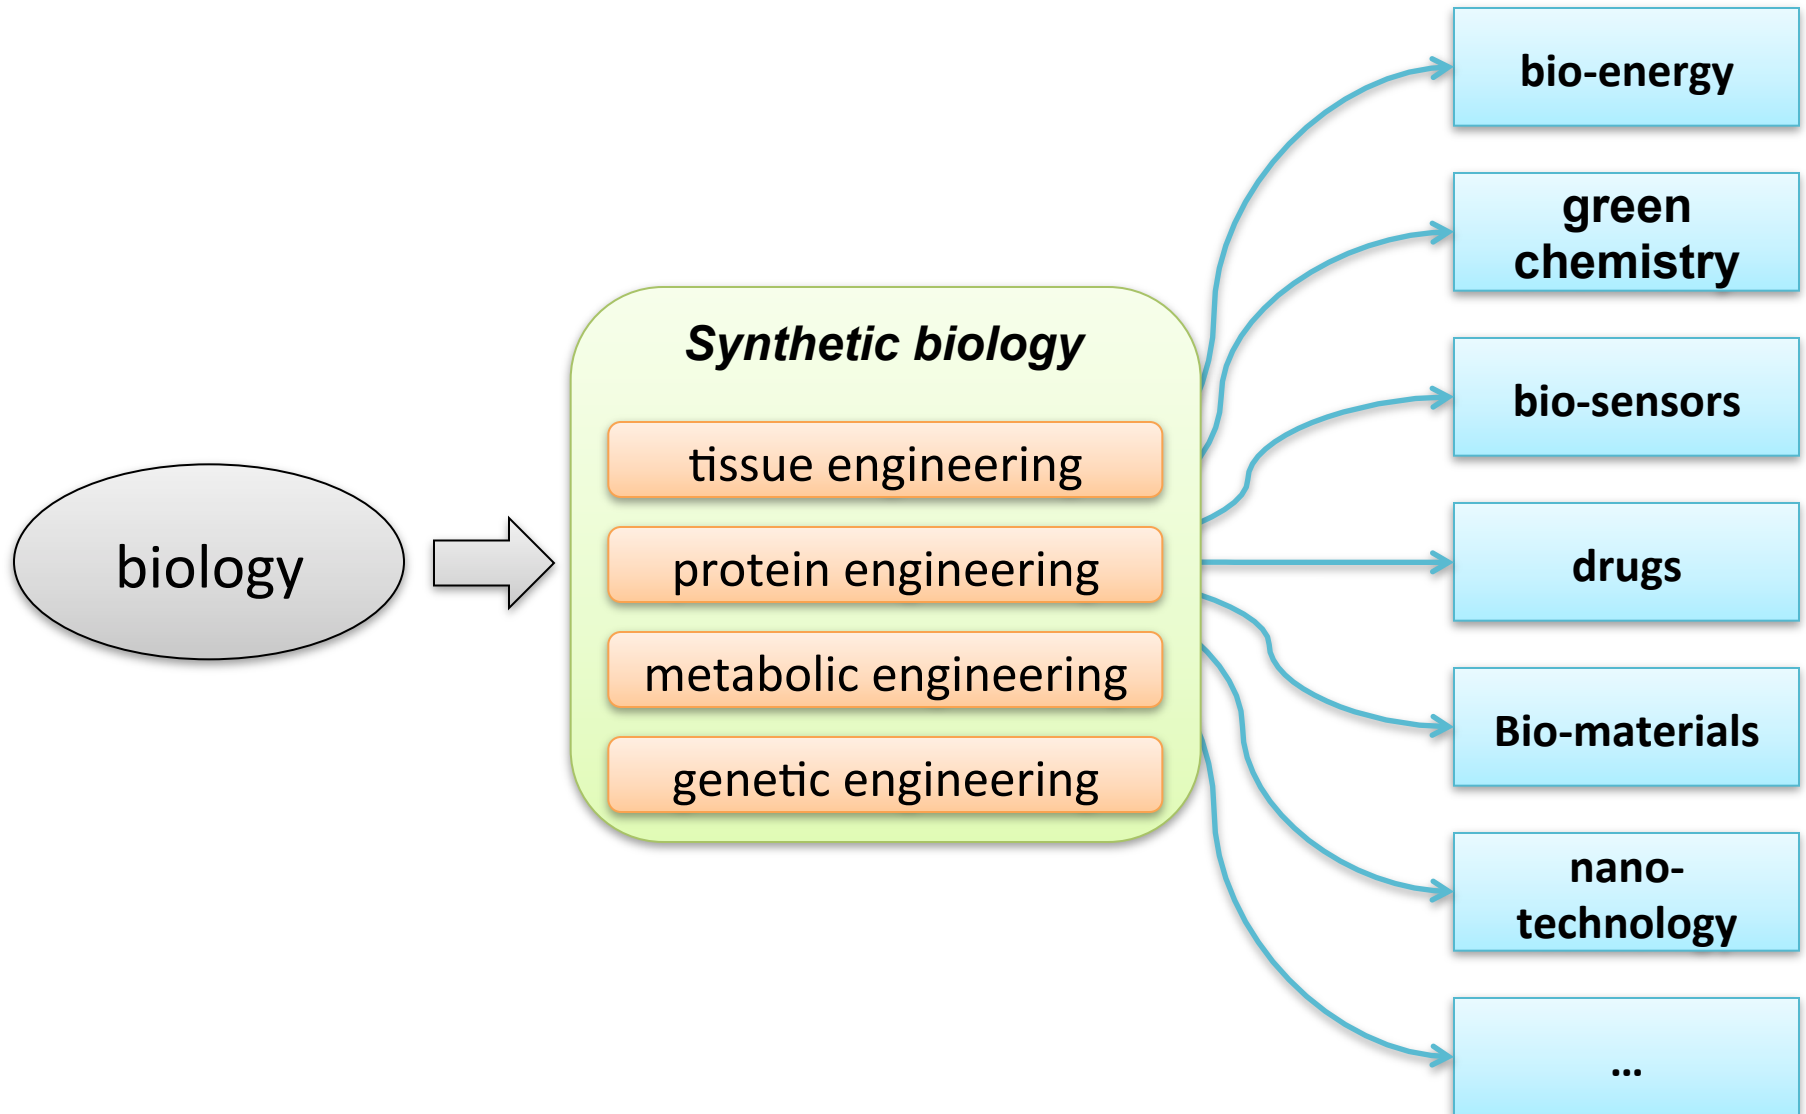 biology
Synthetic biology
tissue engineering
protein engineering
metabolic engineering
genetic engineering
bio-energy
green
chemistry
bio-sensors
drugs
Bio-materials
nano-
technology
...